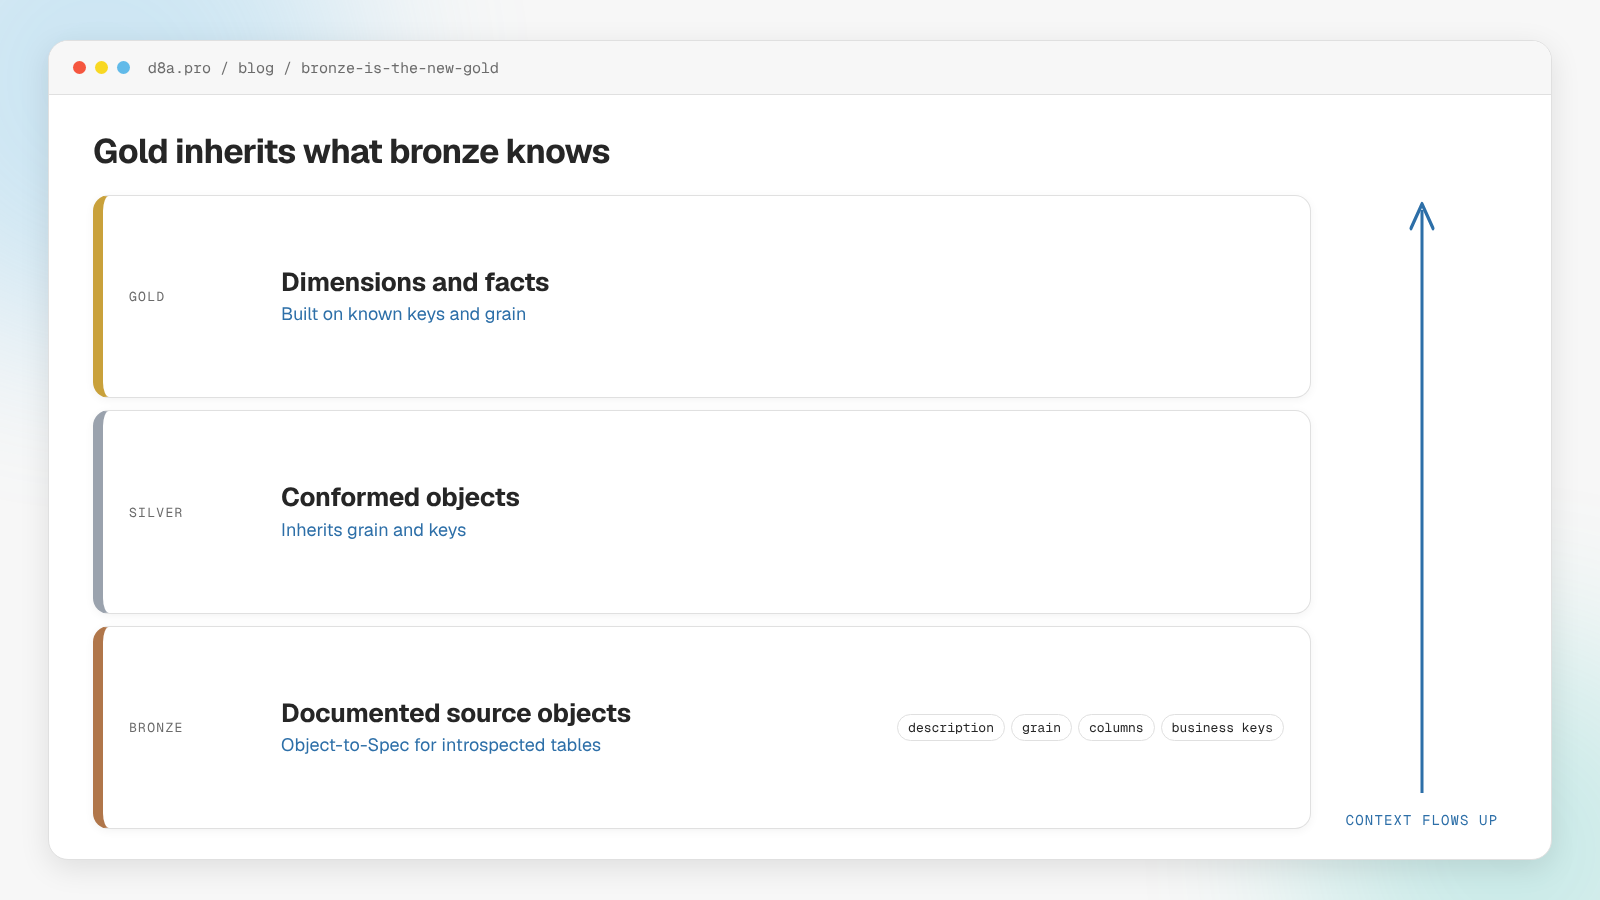 d8a.pro / blog / bronze-is-the-new-gold
Gold inherits what bronze knows
GOLD
Dimensions and facts
Built on known keys and grain
SILVER
Conformed objects
Inherits grain and keys
BRONZE
Documented source objects
Object-to-Spec for introspected tables
description grain columns business keys
CONTEXT FLOWS UP